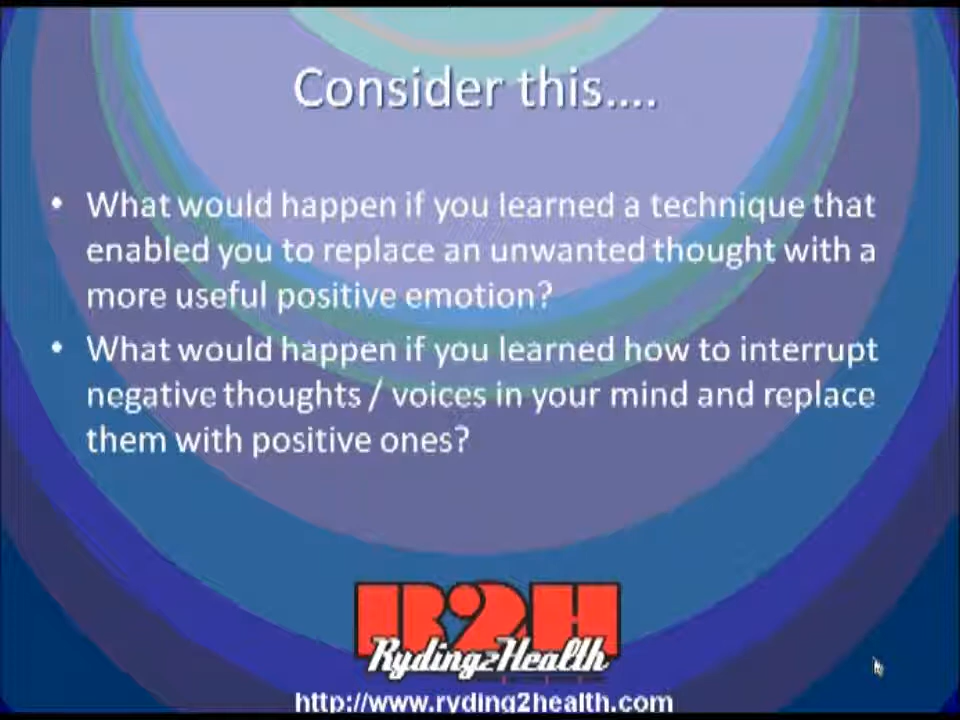 Consider this....
• What would happen if you learned a technique that
enabled you to replace an unwanted thought with a
more useful positive emotion?
• What would happen if you learned how to interrupt
negative thoughts / voices in your mind and replace
them with positive ones?
R2H
Ryding2Health
http://www.ryding2health.com